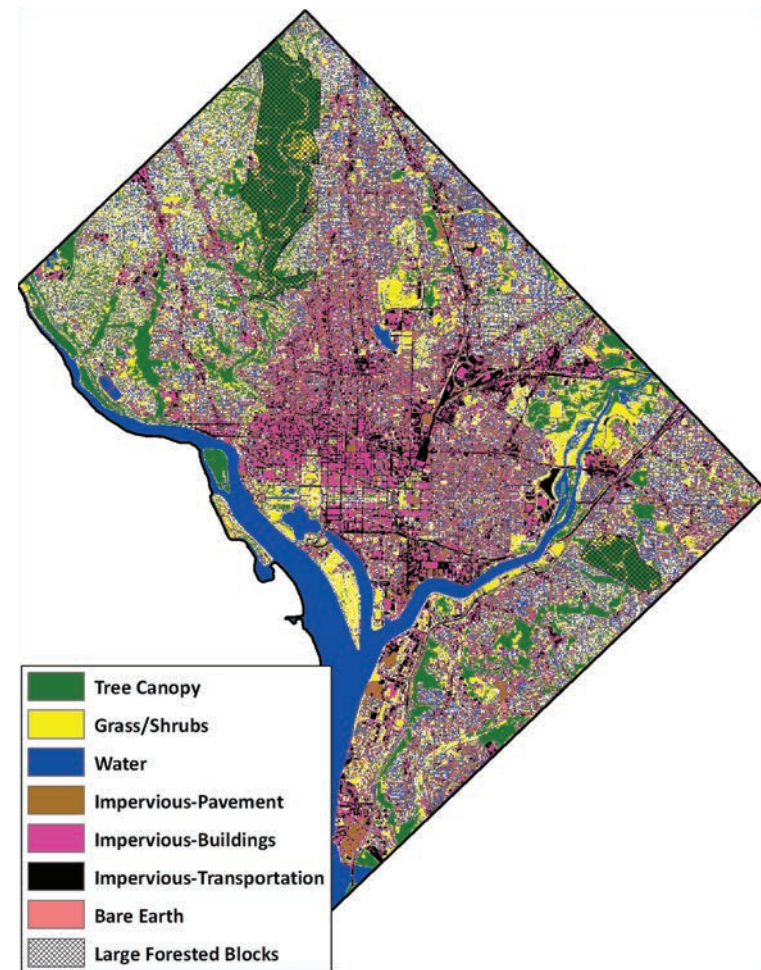 Tree Canopy
Grass/Shrubs
Water
Impervious-Pavement
Impervious-Buildings
Impervious-Transportation
Bare Earth
Large Forested Blocks